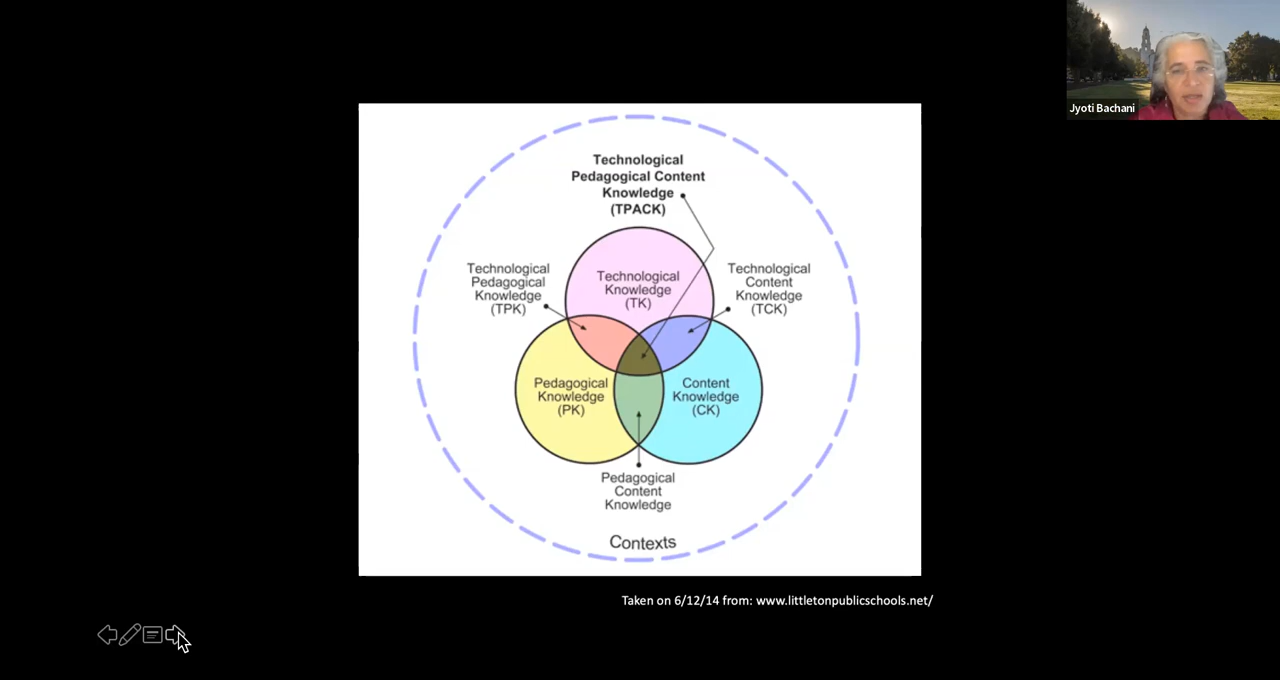 Jyoti Bachani
Technological
Pedagogical Content
Knowledge
(TPACK)
Technological
Pedagogical
Knowledge
(TPK)
Technological
Knowledge
(TK)
Technological
Content
Knowledge
(TCK)
Pedagogical
Knowledge
(PK)
Content
Knowledge
(CK)
Pedagogical
Content
Knowledge
Contexts
Taken on 6/12/14 from: www.littletonpublicschools.net/